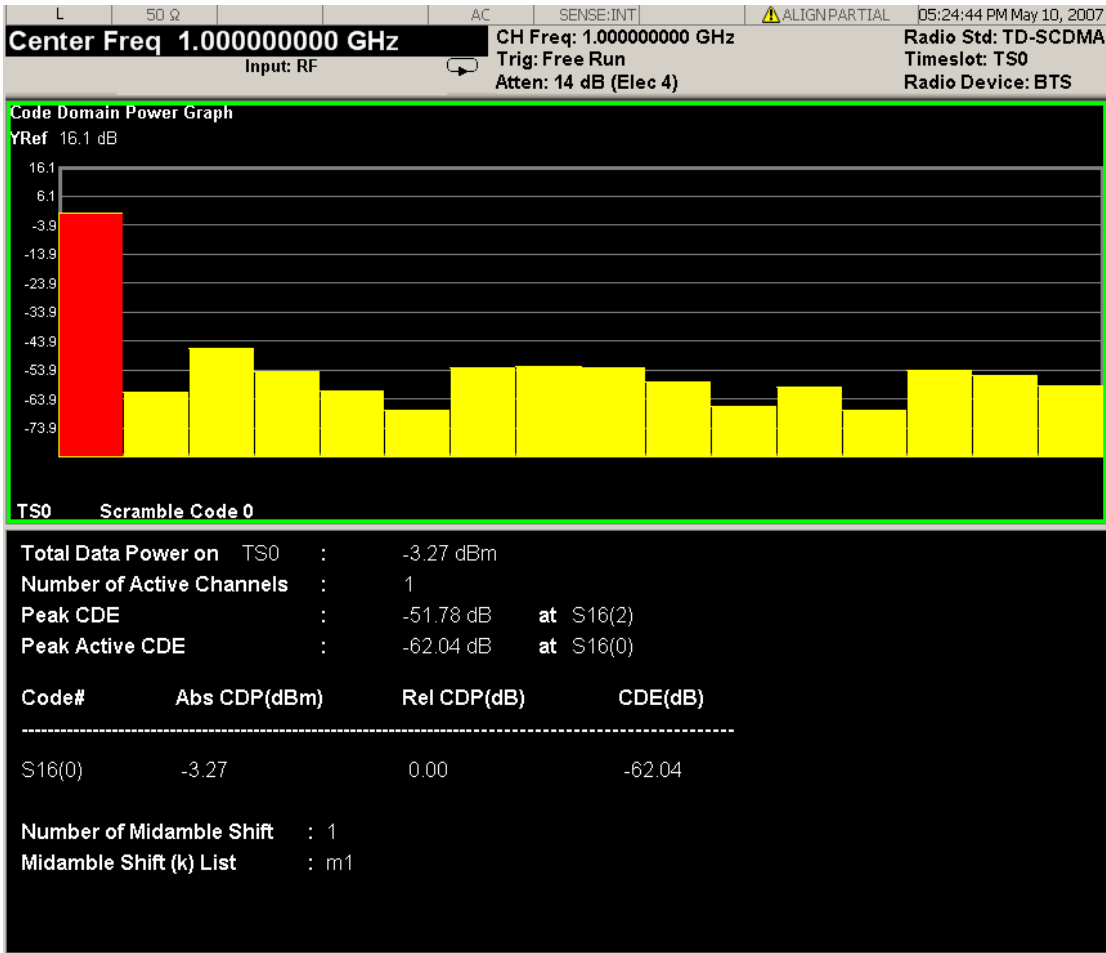 L 50 Ω AC SENSE:INT ALIGN PARTIAL 05:24:44 PM May 10, 2007
Center Freq 1.000000000 GHz
Input: RF
CH Freq: 1.000000000 GHz
Trig: Free Run
Atten: 14 dB (Elec 4)
Radio Std: TD-SCDMA
Timeslot: TS0
Radio Device: BTS
Code Domain Power Graph
YRef 16.1 dB
16.1
6.1
-3.9
-13.9
-23.9
-33.9
-43.9
-53.9
-63.9
-73.9
TS0 Scramble Code 0
Total Data Power on TS0 : -3.27 dBm
Number of Active Channels : 1
Peak CDE : -51.78 dB at S16(2)
Peak Active CDE : -62.04 dB at S16(0)
Code# Abs CDP(dBm) Rel CDP(dB) CDE(dB)
S16(0) -3.27 0.00 -62.04
Number of Midamble Shift : 1
Midamble Shift (k) List : m1